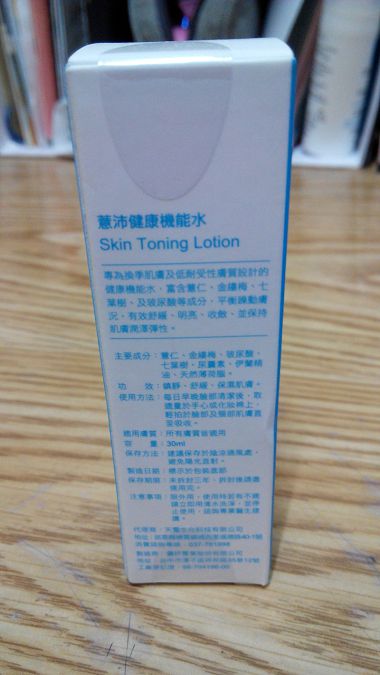 薏沛健康機能水
Skin Toning Lotion
專為換季肌膚及低耐受性膚質設計的
健康機能水，富含薏仁、金縷梅、七
葉樹、及玻尿酸等成分，平衡躁動膚
況，有效舒緩、明亮、收斂、並保持
肌膚潤澤彈性。
主要成分：薏仁、金縷梅、玻尿酸、
七葉樹、尿囊素、伊蘭精
油、天然薄荷腦。
功　　效：鎮靜、舒緩、保濕肌膚。
使用方法：每日早晚臉部清潔後，取
適量於手心或化妝棉上，
輕拍於臉部及頸部肌膚直
至吸收。
適用膚質：所有膚質皆適用
容　　量：30ml
保存方法：建議保存於陰涼通風處，
避免陽光直射。
製造日期：標示於包裝底部
保存期限：未拆封三年，拆封後請盡
使用完。
注意事項：限外用，使用時若有不適
請立即用清水洗淨，並停
止使用，諮詢專業醫生建
議。